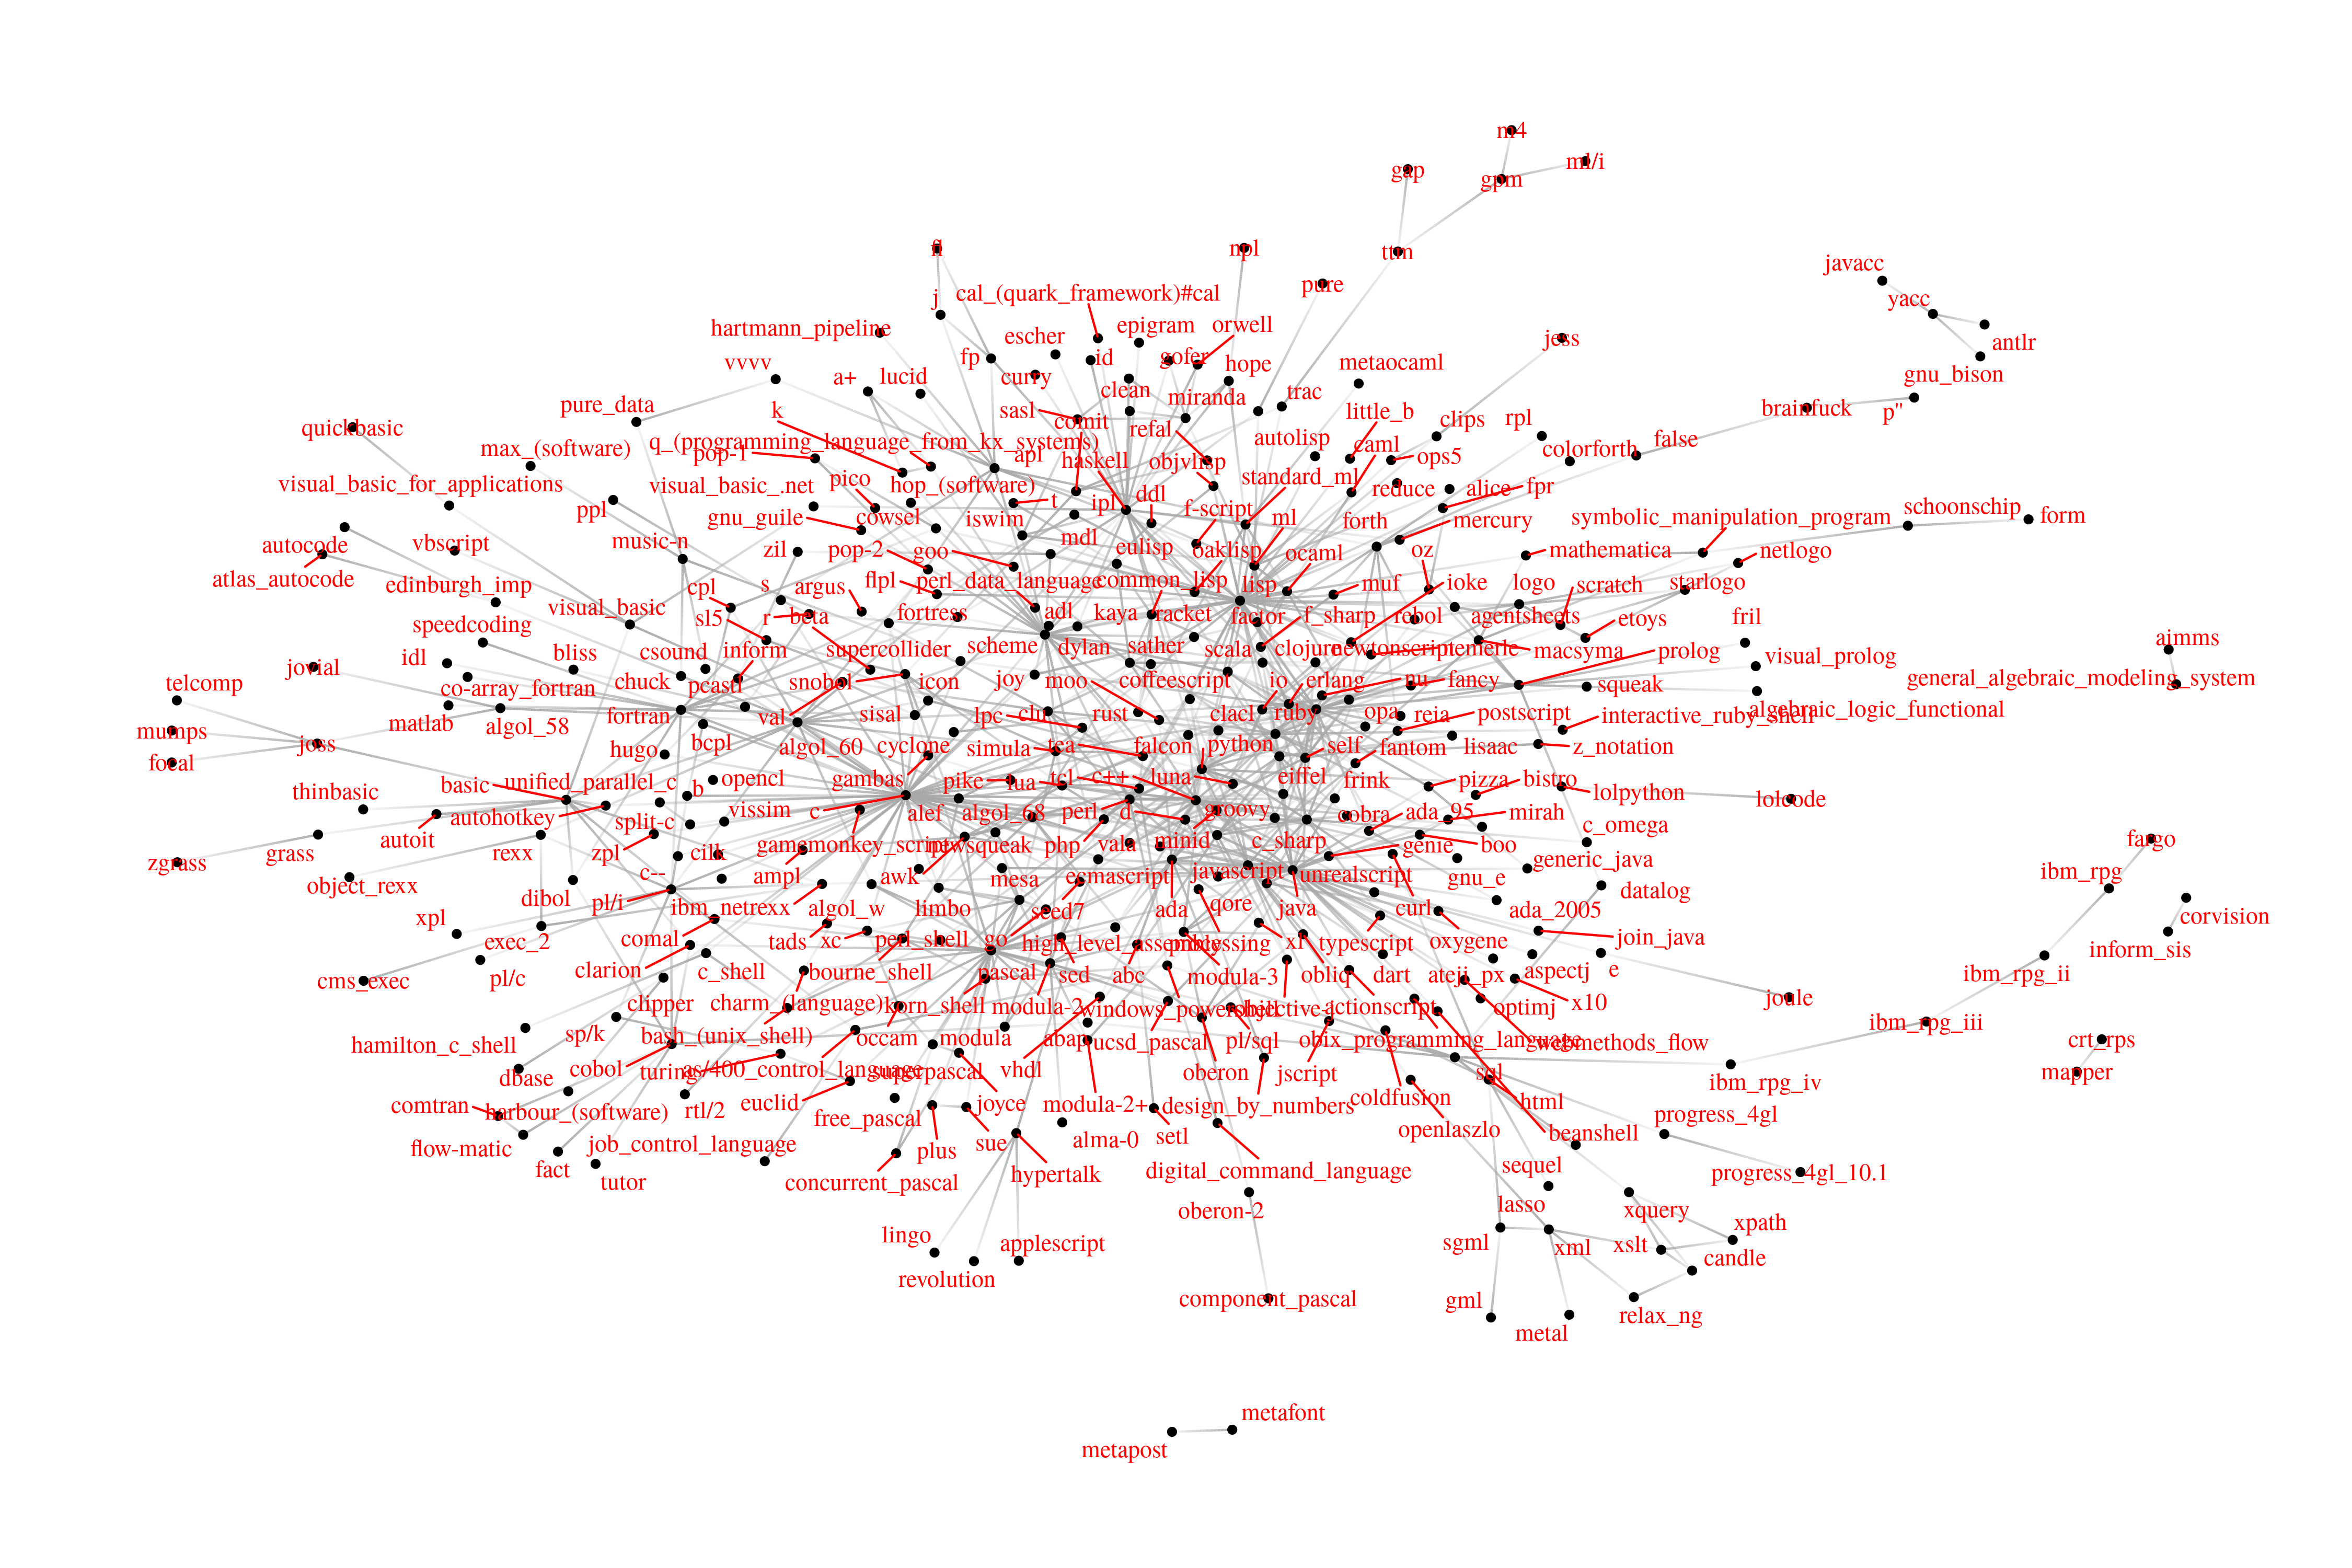 m4
ml/i
gap
gpm
fl
npl
ttm
javacc
pure
j
cal_(quark_framework)#cal
yacc
hartmann_pipeline
escher
epigram
orwell
jess
antlr
vvvv
fp
id
gofer
hope
metaocaml
gnu_bison
a+
lucid
curry
clean
miranda
trac
pure_data
k
sasl
comit
refal
little_b
clips
rpl
brainfuck
p"
quickbasic
max_(software)
q_(programming_language_from_kx_systems)
pop-1
apl
haskell
objvlisp
autolisp
caml
ops5
colorforth
false
visual_basic_for_applications
visual_basic_.net
pico
hop_(software)
ipl
ddl
standard_ml
reduce
alice
fpr
ppl
gnu_guile
cowsel
iswim
t
f-script
ml
forth
mercury
symbolic_manipulation_program
schoonschip
form
autocode
vbscript
music-n
zil
pop-2
goo
mdl
eulisp
oaklisp
ocaml
oz
mathematica
netlogo
atlas_autocode
edinburgh_imp
cpl
s
argus
flpl
perl_data_language
common_lisp
lisp
muf
ioke
logo
scratch
starlogo
visual_basic
sl5
r
beta
fortress
adl
kaya
racket
factor
f_sharp
rebol
agentsheets
etoys
fril
speedcoding
idl
bliss
csound
inform
supercollider
scheme
dylan
sather
scala
clojure
newtonscript
nemerle
macsyma
prolog
visual_prolog
aimms
jovial
telcomp
co-array_fortran
chuck
pcastl
snobol
icon
joy
moo
coffeescript
io
erlang
nu
fancy
squeak
general_algebraic_modeling_system
matlab
algol_58
fortran
val
sisal
lpc
clu
rust
clacl
ruby
opa
reia
postscript
interactive_ruby_shell
algebraic_logic_functional
mumps
joss
focal
hugo
bcpl
algol_60
cyclone
simula
tea
falcon
python
self
fantom
lisaac
z_notation
basic
unified_parallel_c
b
opencl
gambas
pike
lua
tcl
c++
luna
eiffel
frink
pizza
bistro
lolpython
lolcode
thinbasic
autohotkey
split-c
vissim
c
alef
algol_68
perl
d
groovy
cobra
ada_95
mirah
c_omega
autoit
zgrass
grass
rexx
zpl
cilk
gamemonkey_script
newsqueak
php
vala
minid
c_sharp
genie
boo
generic_java
fargo
object_rexx
c--
ampl
awk
mesa
ecmascript
javascript
unrealscript
gnu_e
datalog
ibm_rpg
dibol
pl/i
ibm_netrexx
algol_w
limbo
seed7
ada
qore
java
curl
ada_2005
corvision
xpl
exec_2
comal
tads
xc
perl_shell
go
high_level_assembly
processing
xl
typescript
oxygene
join_java
inform_sis
cms_exec
pl/c
clarion
c_shell
bourne_shell
pascal
sed
abc
modula-3
obliq
dart
ateji_px
aspectj
e
ibm_rpg_ii
clipper
charm_(language)
korn_shell
modula-2
windows_powershell
objective-j
actionscript
optimj
x10
joule
hamilton_c_shell
sp/k
bash_(unix_shell)
occam
modula
abap
ucsd_pascal
pl/sql
obix_programming_language
webmethods_flow
ibm_rpg_iii
crt_rps
dbase
cobol
turing
as/400_control_language
superpascal
vhdl
oberon
jscript
sql
ibm_rpg_iv
mapper
comtran
harbour_(software)
rtl/2
euclid
free_pascal
joyce
modula-2+
design_by_numbers
coldfusion
html
progress_4gl
flow-matic
fact
job_control_language
plus
sue
alma-0
setl
openlaszlo
beanshell
tutor
concurrent_pascal
hypertalk
digital_command_language
sequel
progress_4gl_10.1
oberon-2
lasso
xquery
xpath
lingo
applescript
sgml
xml
xslt
candle
revolution
component_pascal
gml
metal
relax_ng
metafont
metapost